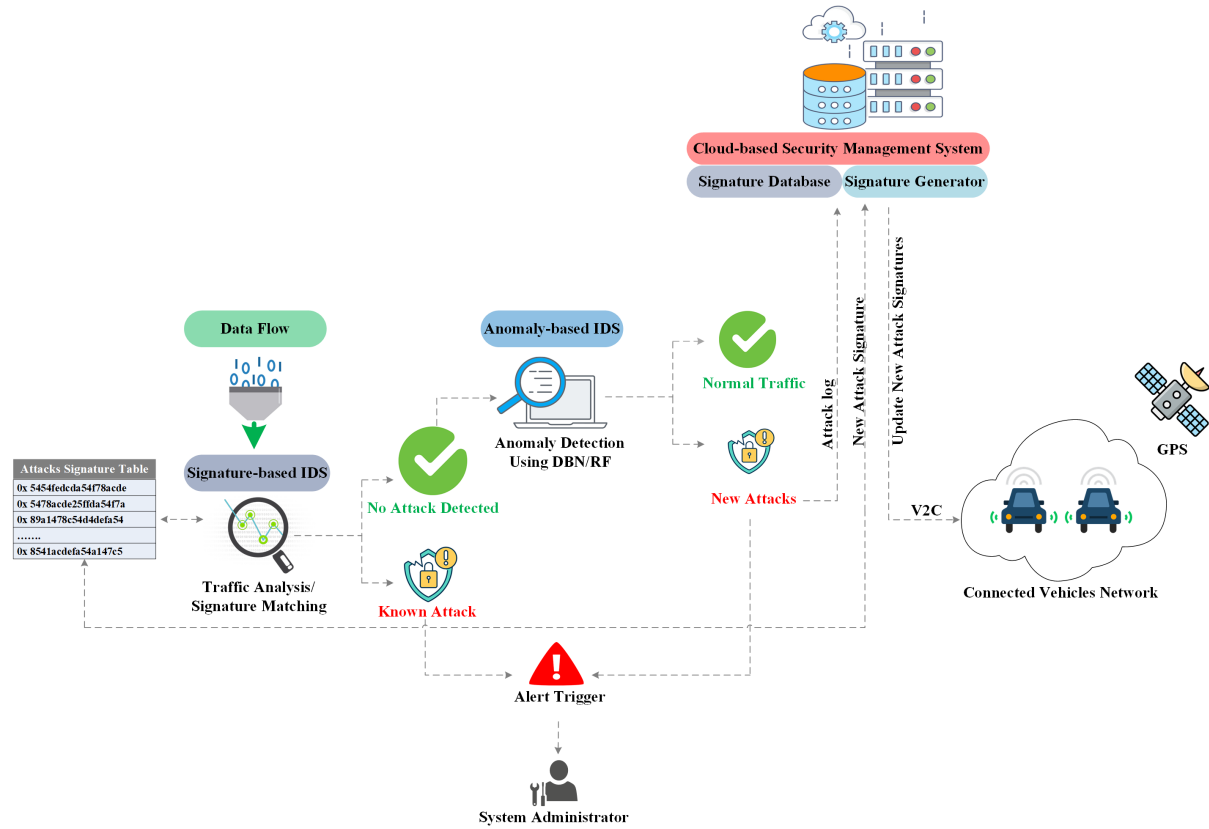 Cloud-based Security Management System
Signature Database
Signature Generator
Data Flow
Anomaly-based IDS
Normal Traffic
Attack log
New Attack Signature
Update New Attack Signatures
Anomaly Detection
Using DBN/RF
GPS
Signature-based IDS
Attacks Signature Table
0x 5454fedcda54f78acde
0x 5478acde25ffda54f7a
0x 89a1478c54d4defa54
…….
0x 8541acdefa54a147c5
No Attack Detected
New Attacks
V2C
Traffic Analysis/
Signature Matching
Known Attack
Connected Vehicles Network
Alert Trigger
System Administrator